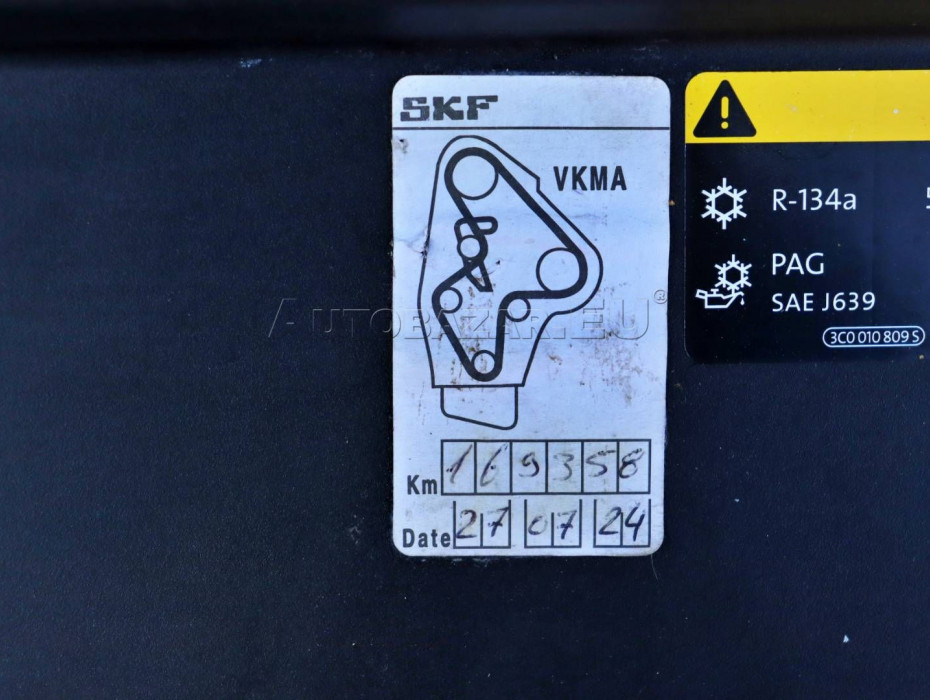 SKF
VKMA
R-134a
PAG
SAE J639
3C0 010 809 S
AUTOBAZAR.EU®
Km 169358
Date 27 07 24